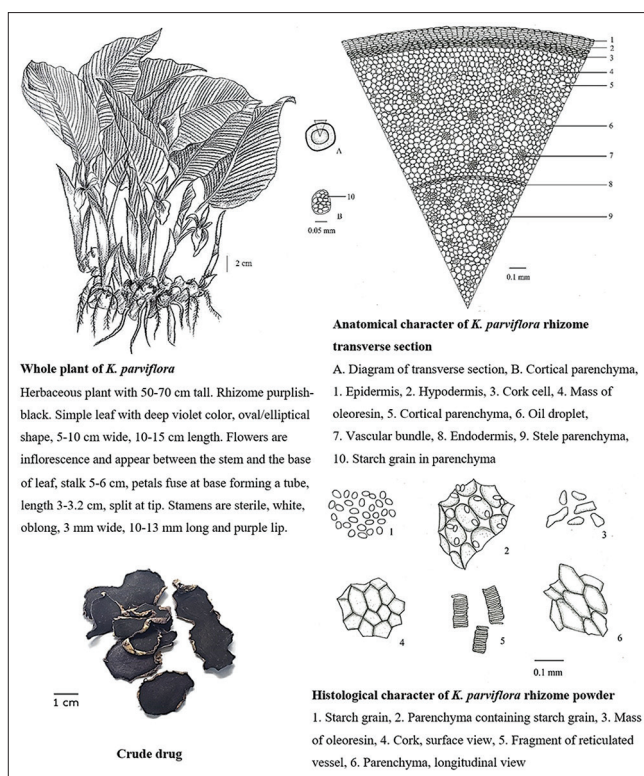 2 cm
Whole plant of K. parviflora
Herbaceous plant with 50-70 cm tall. Rhizome purplish-
black. Simple leaf with deep violet color, oval/elliptical
shape, 5-10 cm wide, 10-15 cm length. Flowers are
inflorescence and appear between the stem and the base
of leaf, stalk 5-6 cm, petals fuse at base forming a tube,
length 3-3.2 cm, split at tip. Stamens are sterile, white,
oblong, 3 mm wide, 10-13 mm long and purple lip.
1 cm
Crude drug
A
10
B
0.05 mm
1
2
3
4
5
6
7
8
9
0.1 mm
Anatomical character of K. parviflora rhizome
transverse section
A. Diagram of transverse section, B. Cortical parenchyma,
1. Epidermis, 2. Hypodermis, 3. Cork cell, 4. Mass of
oleoresin, 5. Cortical parenchyma, 6. Oil droplet,
7. Vascular bundle, 8. Endodermis, 9. Stele parenchyma,
10. Starch grain in parenchyma
1
2
3
4
5
6
0.1 mm
Histological character of K. parviflora rhizome powder
1. Starch grain, 2. Parenchyma containing starch grain, 3. Mass
of oleoresin, 4. Cork, surface view, 5. Fragment of reticulated
vessel, 6. Parenchyma, longitudinal view